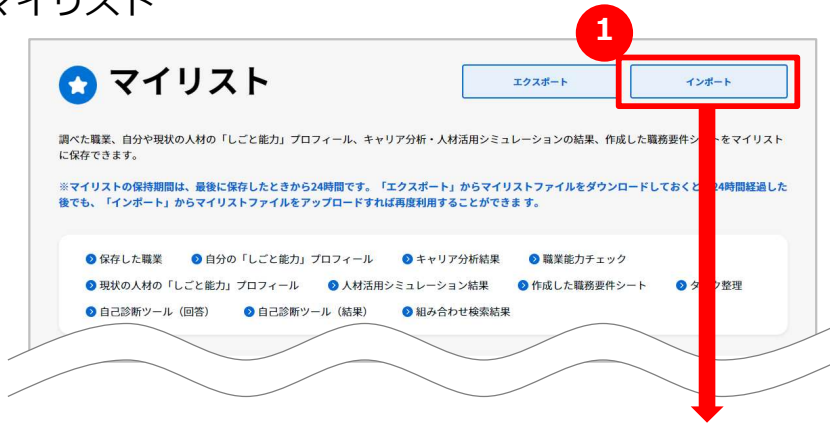 マイリスト
1
マイリスト
エクスポート
インポート
調べた職業、自分や現状の人材の「しごと能力」プロフィール、キャリア分析・人材活用シミュレーションの結果、作成した職務要件シートをマイリスト
に保存できます。
※マイリストの保持期間は、最後に保存したときから24時間です。「エクスポート」からマイリストファイルをダウンロードしておくと、24時間経過した
後でも、「インポート」からマイリストファイルをアップロードすれば再度利用することができます。
保存した職業 自分の「しごと能力」プロフィール キャリア分析結果 職業能力チェック
現状の人材の「しごと能力」プロフィール 人材活用シミュレーション結果 作成した職務要件シート タスク整理
自己診断ツール（回答） 自己診断ツール（結果） 組み合わせ検索結果